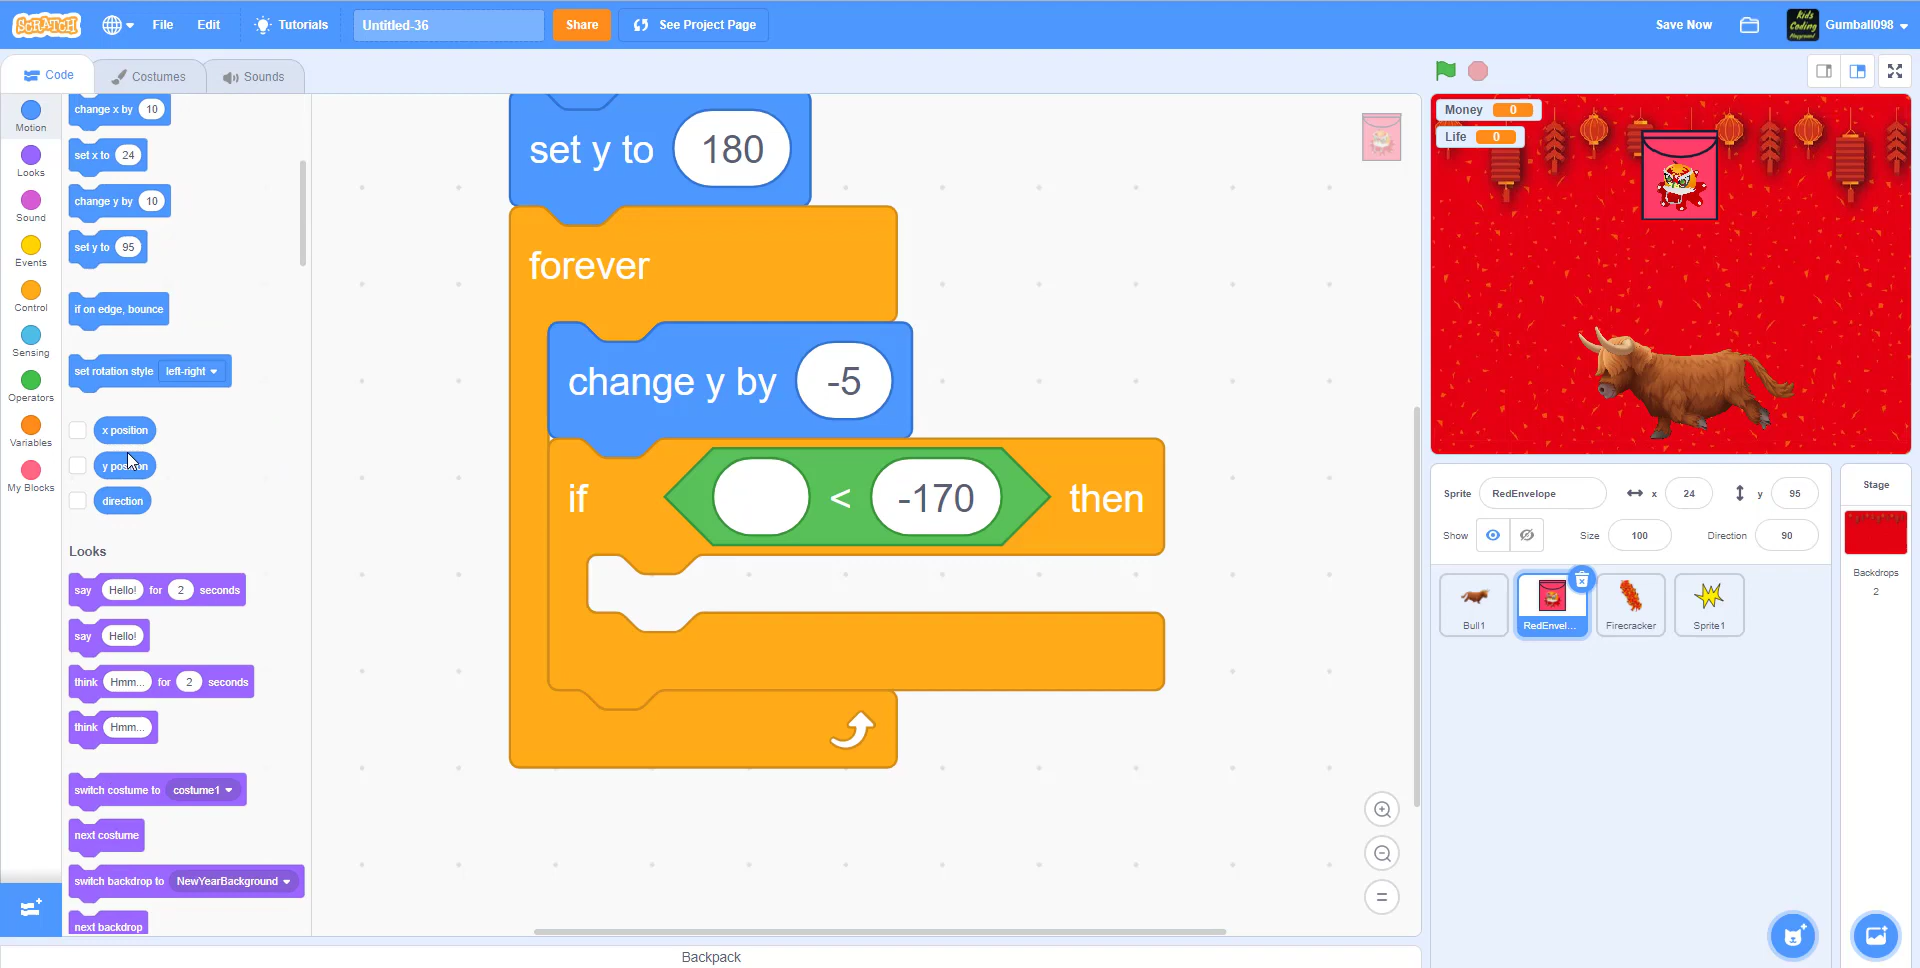 SCRATCH File Edit Tutorials Untitled-36 Share See Project Page Save Now Kids Coding Playground Gumball098
Code Costumes Sounds
Motion
Looks
Sound
Events
Control
Sensing
Operators
Variables
My Blocks
change x by 10
set x to 24
change y by 10
set y to 95
if on edge, bounce
set rotation style left-right
x position
y position
direction
Looks
say Hello! for 2 seconds
say Hello!
think Hmm... for 2 seconds
think Hmm...
switch costume to costume1
next costume
switch backdrop to NewYearBackground
next backdrop
set y to 180
forever
change y by -5
if < -170 then
Backpack
Money 0
Life 0
Sprite RedEnvelope x 24 y 95
Show Size 100 Direction 90
Bull1 RedEnvel... Firecracker Sprite1
Stage
Backdrops
2